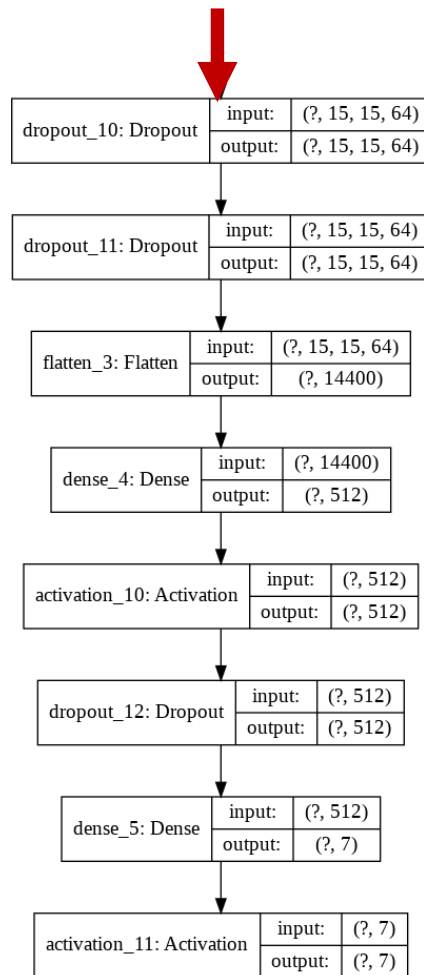 dropout_10: Dropout
input: (?, 15, 15, 64)
output: (?, 15, 15, 64)
dropout_11: Dropout
input: (?, 15, 15, 64)
output: (?, 15, 15, 64)
flatten_3: Flatten
input: (?, 15, 15, 64)
output: (?, 14400)
dense_4: Dense
input: (?, 14400)
output: (?, 512)
activation_10: Activation
input: (?, 512)
output: (?, 512)
dropout_12: Dropout
input: (?, 512)
output: (?, 512)
dense_5: Dense
input: (?, 512)
output: (?, 7)
activation_11: Activation
input: (?, 7)
output: (?, 7)